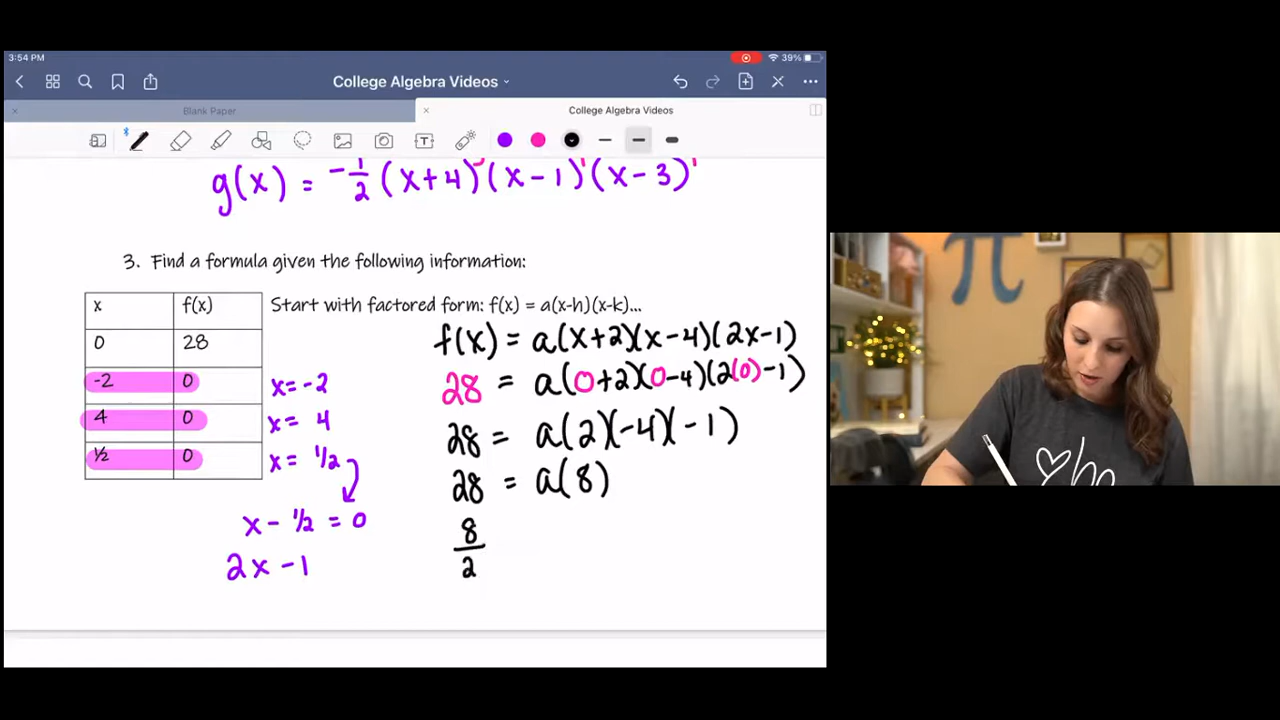 3:54 PM
39%
College Algebra Videos
Blank Paper
College Algebra Videos
g(x) = -1/2 (x+4) (x-1)¹(x-3)¹
3. Find a formula given the following information:
x f(x)
0 28
-2 0
4 0
½ 0
Start with factored form: f(x) = a(x-h)(x-k)...
x = -2
x = 4
x = 1/2
x - 1/2 = 0
2x - 1
f(x) = a(x+2)(x-4)(2x-1)
28 = a(0+2)(0-4)(2(0)-1)
28 = a(2)(-4)(-1)
28 = a(8)
8
2